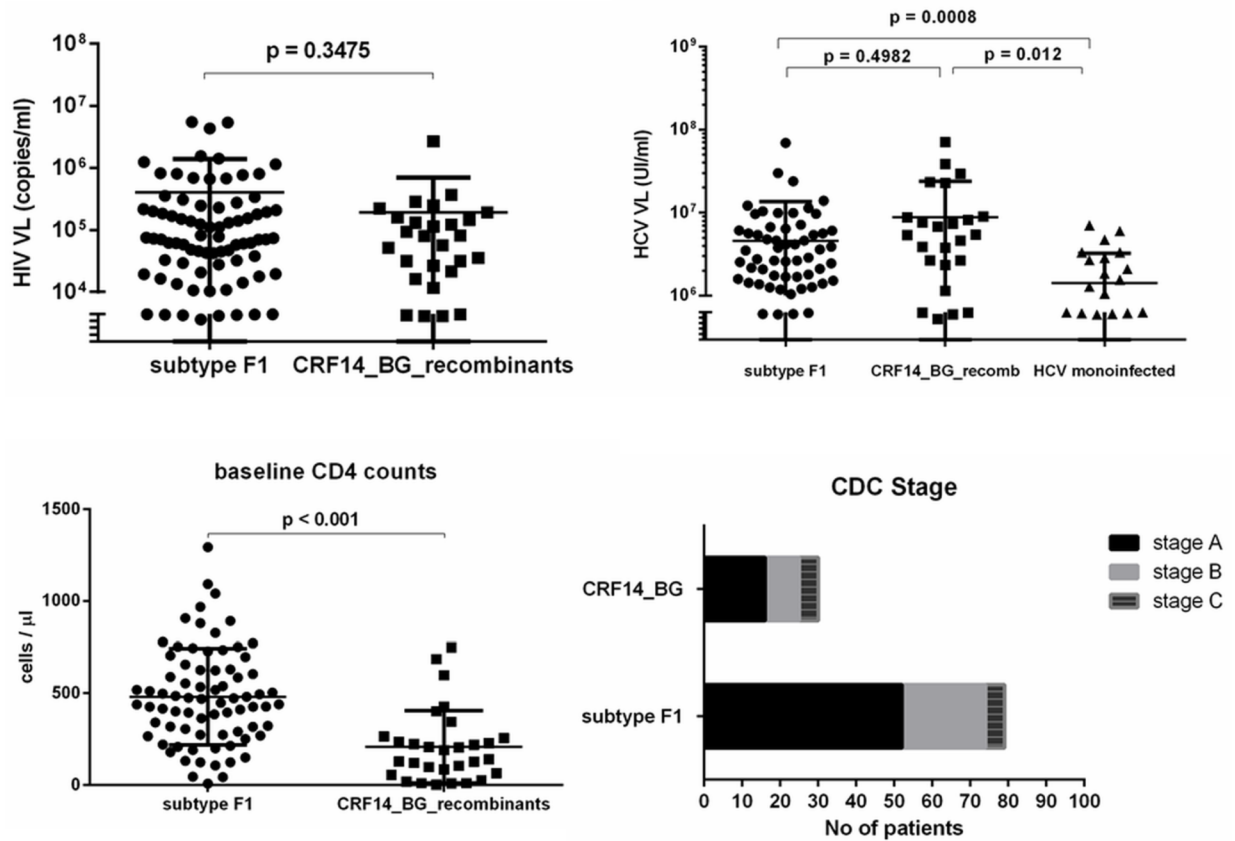 p = 0.3475
10⁸
10⁷
10⁶
10⁵
10⁴
HIV VL (copies/ml)
subtype F1 CRF14_BG_recombinants
p = 0.0008
p = 0.4982 p = 0.012
10⁹
10⁸
10⁷
10⁶
HCV VL (UI/ml)
subtype F1 CRF14_BG_recomb HCV monoinfected
baseline CD4 counts
p < 0.001
1500
1000
500
0
cells / µl
subtype F1 CRF14_BG_recombinants
CDC Stage
CRF14_BG
subtype F1
stage A
stage B
stage C
0 10 20 30 40 50 60 70 80 90 100
No of patients